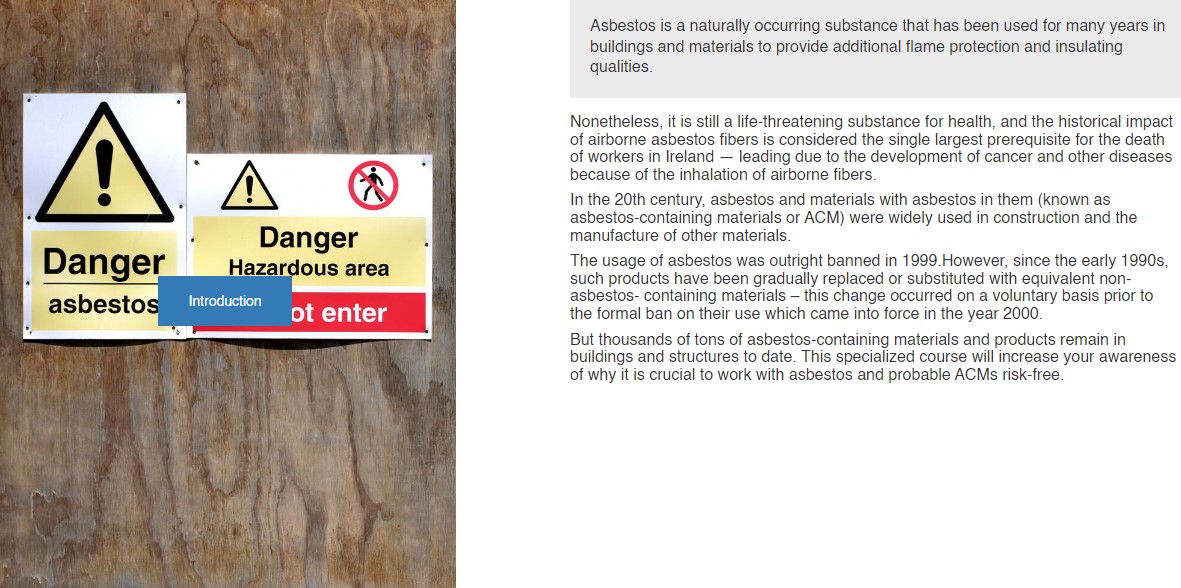 Danger
asbestos
Danger
Hazardous area
ot enter
Introduction
Asbestos is a naturally occurring substance that has been used for many years in
buildings and materials to provide additional flame protection and insulating
qualities.
Nonetheless, it is still a life-threatening substance for health, and the historical impact
of airborne asbestos fibers is considered the single largest prerequisite for the death
of workers in Ireland — leading due to the development of cancer and other diseases
because of the inhalation of airborne fibers.
In the 20th century, asbestos and materials with asbestos in them (known as
asbestos-containing materials or ACM) were widely used in construction and the
manufacture of other materials.
The usage of asbestos was outright banned in 1999.However, since the early 1990s,
such products have been gradually replaced or substituted with equivalent non-
asbestos- containing materials – this change occurred on a voluntary basis prior to
the formal ban on their use which came into force in the year 2000.
But thousands of tons of asbestos-containing materials and products remain in
buildings and structures to date. This specialized course will increase your awareness
of why it is crucial to work with asbestos and probable ACMs risk-free.